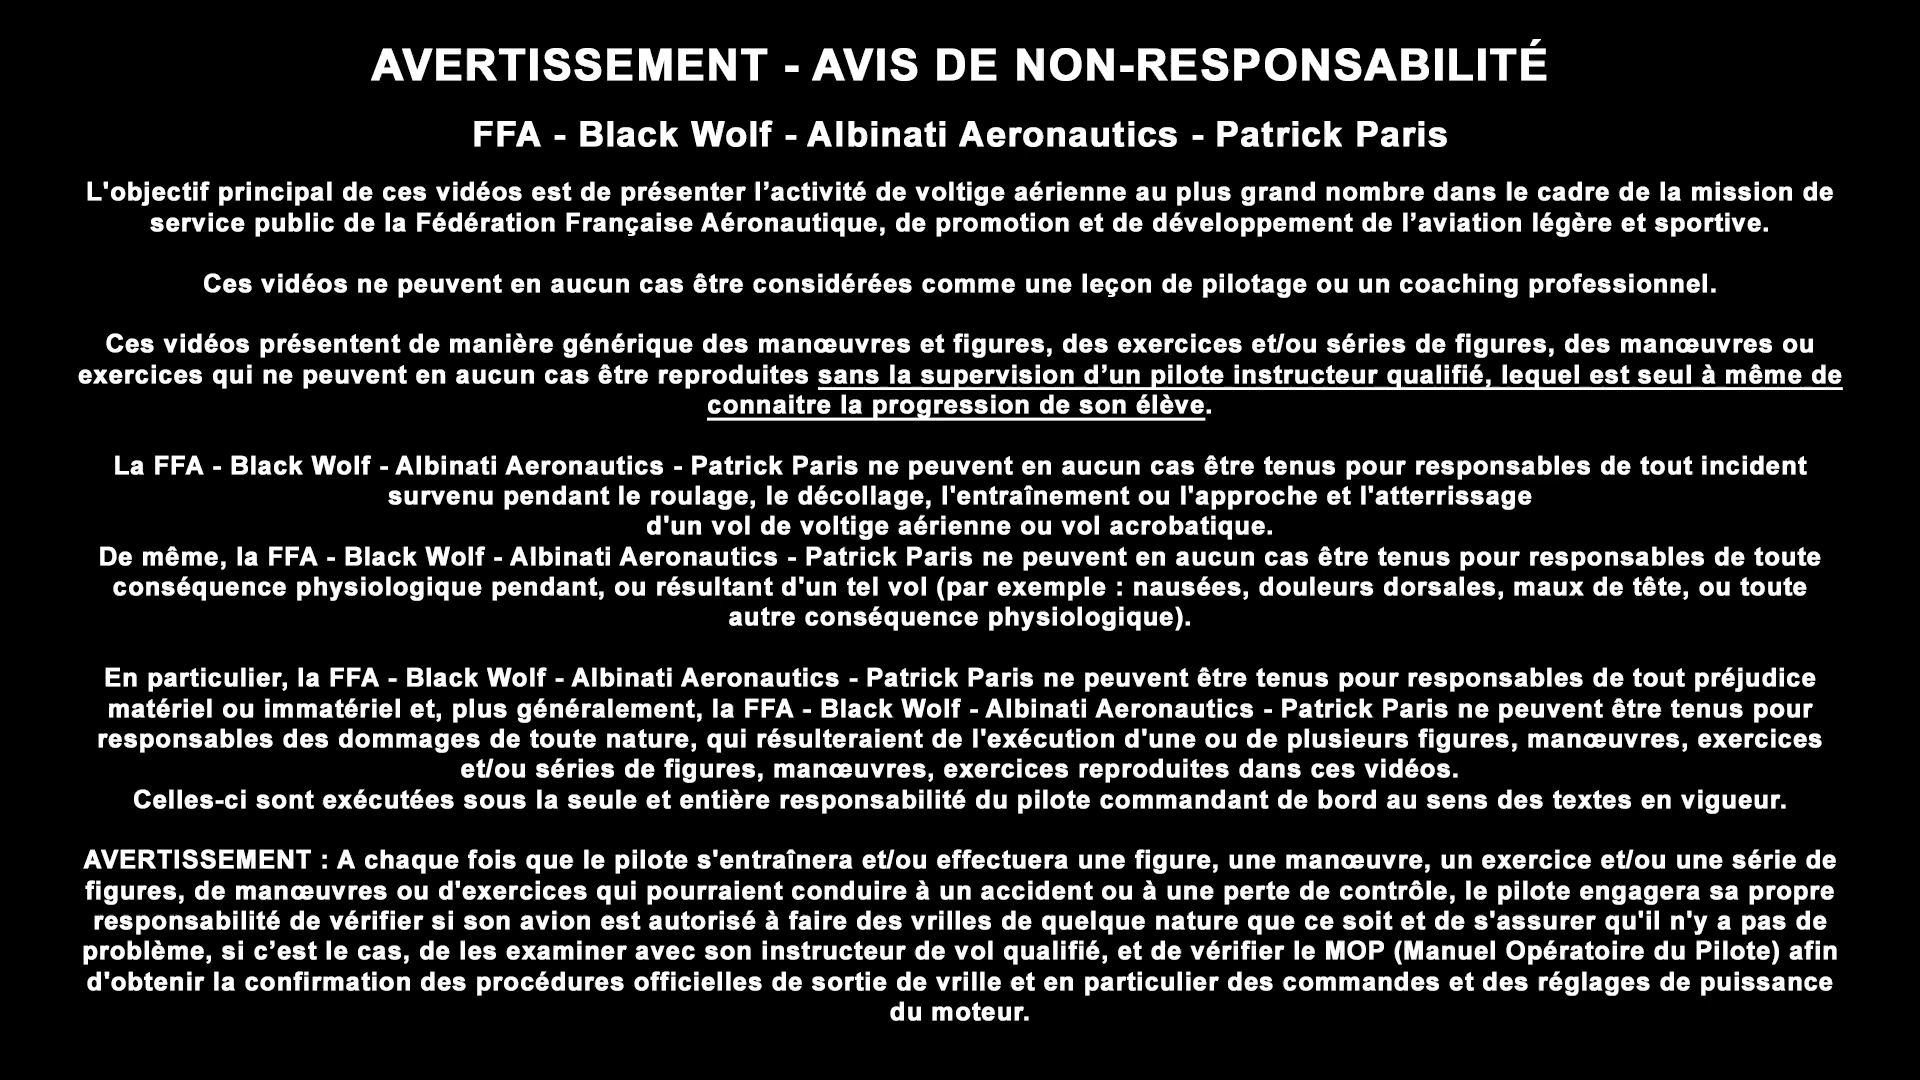 AVERTISSEMENT - AVIS DE NON-RESPONSABILITÉ
FFA - Black Wolf - Albinati Aeronautics - Patrick Paris
L'objectif principal de ces vidéos est de présenter l’activité de voltige aérienne au plus grand nombre dans le cadre de la mission de
service public de la Fédération Française Aéronautique, de promotion et de développement de l’aviation légère et sportive.
Ces vidéos ne peuvent en aucun cas être considérées comme une leçon de pilotage ou un coaching professionnel.
Ces vidéos présentent de manière générique des manœuvres et figures, des exercices et/ou séries de figures, des manœuvres ou
exercices qui ne peuvent en aucun cas être reproduites sans la supervision d’un pilote instructeur qualifié, lequel est seul à même de
connaitre la progression de son élève.
La FFA - Black Wolf - Albinati Aeronautics - Patrick Paris ne peuvent en aucun cas être tenus pour responsables de tout incident
survenu pendant le roulage, le décollage, l'entraînement ou l'approche et l'atterrissage
d'un vol de voltige aérienne ou vol acrobatique.
De même, la FFA - Black Wolf - Albinati Aeronautics - Patrick Paris ne peuvent en aucun cas être tenus pour responsables de toute
conséquence physiologique pendant, ou résultant d'un tel vol (par exemple : nausées, douleurs dorsales, maux de tête, ou toute
autre conséquence physiologique).
En particulier, la FFA - Black Wolf - Albinati Aeronautics - Patrick Paris ne peuvent être tenus pour responsables de tout préjudice
matériel ou immatériel et, plus généralement, la FFA - Black Wolf - Albinati Aeronautics - Patrick Paris ne peuvent être tenus pour
responsables des dommages de toute nature, qui résulteraient de l'exécution d'une ou de plusieurs figures, manœuvres, exercices
et/ou séries de figures, manœuvres, exercices reproduites dans ces vidéos.
Celles-ci sont exécutées sous la seule et entière responsabilité du pilote commandant de bord au sens des textes en vigueur.
AVERTISSEMENT : A chaque fois que le pilote s'entraînera et/ou effectuera une figure, une manœuvre, un exercice et/ou une série de
figures, de manœuvres ou d'exercices qui pourraient conduire à un accident ou à une perte de contrôle, le pilote engagera sa propre
responsabilité de vérifier si son avion est autorisé à faire des vrilles de quelque nature que ce soit et de s'assurer qu'il n'y a pas de
problème, si c’est le cas, de les examiner avec son instructeur de vol qualifié, et de vérifier le MOP (Manuel Opératoire du Pilote) afin
d'obtenir la confirmation des procédures officielles de sortie de vrille et en particulier des commandes et des réglages de puissance
du moteur.